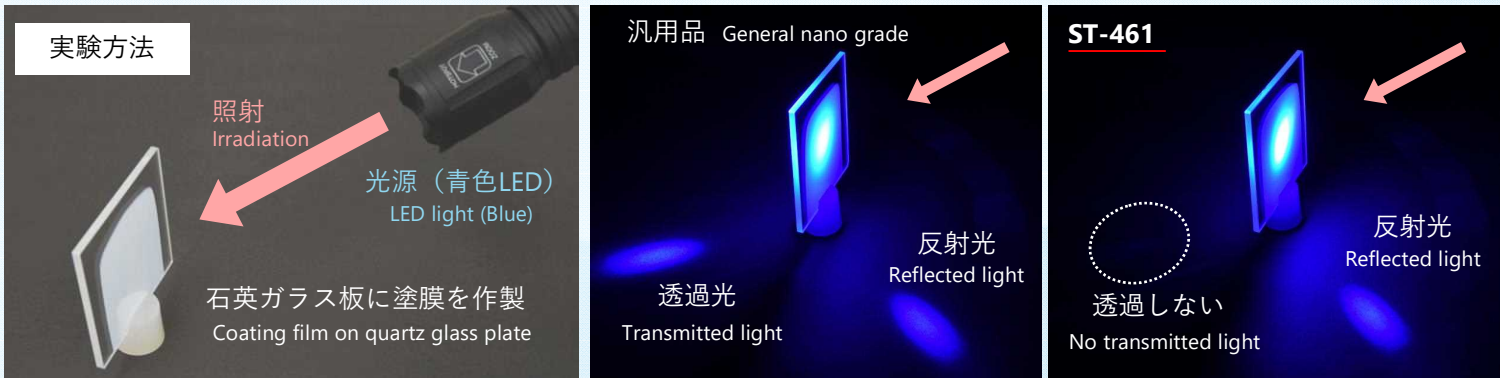 実験方法
HOTSHOT
ZOOM
照射
Irradiation
光源（青色LED）
LED light (Blue)
石英ガラス板に塗膜を作製
Coating film on quartz glass plate
汎用品 General nano grade
反射光
Reflected light
透過光
Transmitted light
ST-461
反射光
Reflected light
透過しない
No transmitted light